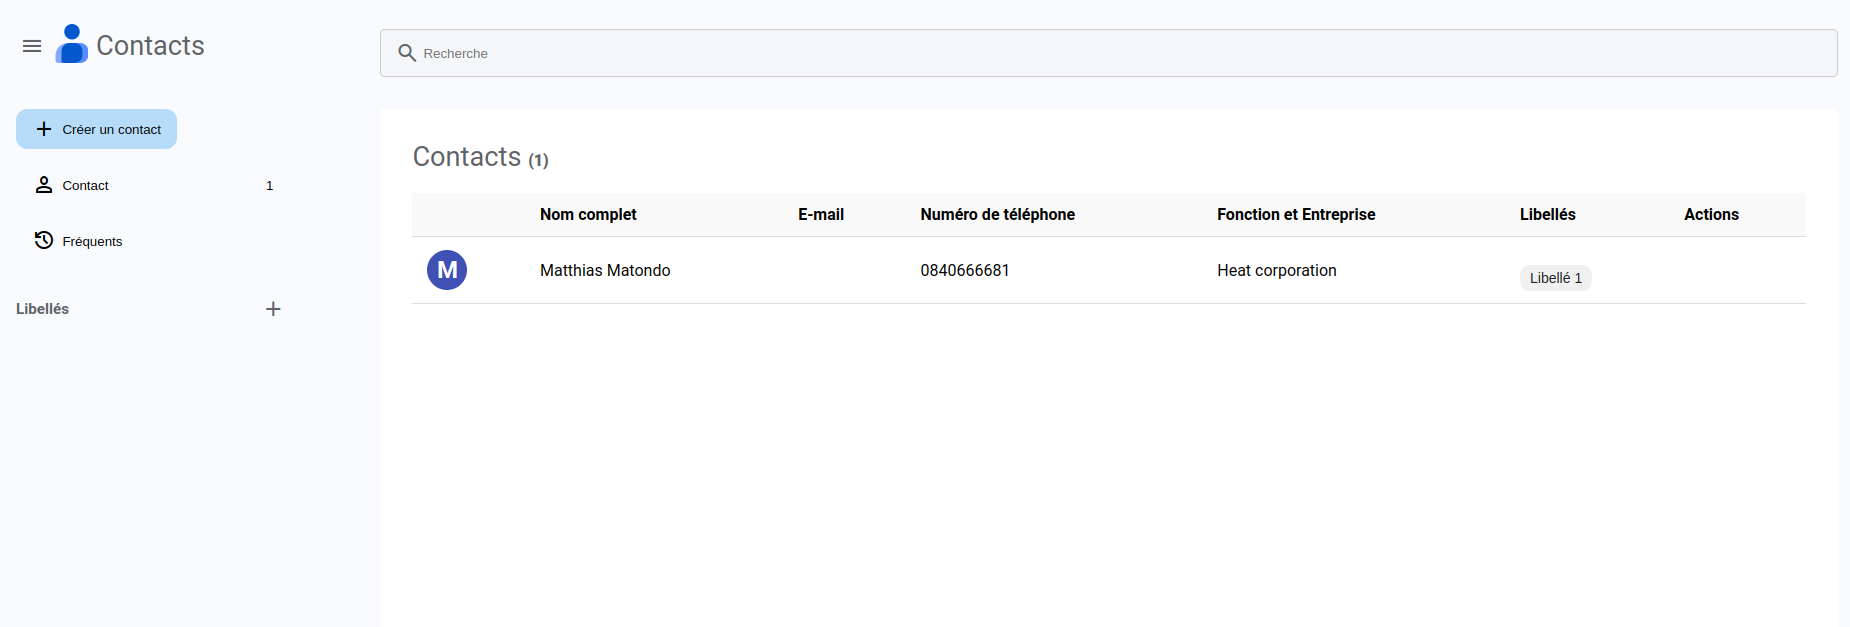 Contacts
Recherche
Créer un contact
Contact 1
Fréquents
Libellés
Contacts (1)
Nom complet E-mail Numéro de téléphone Fonction et Entreprise Libellés Actions
M Matthias Matondo 0840666681 Heat corporation Libellé 1